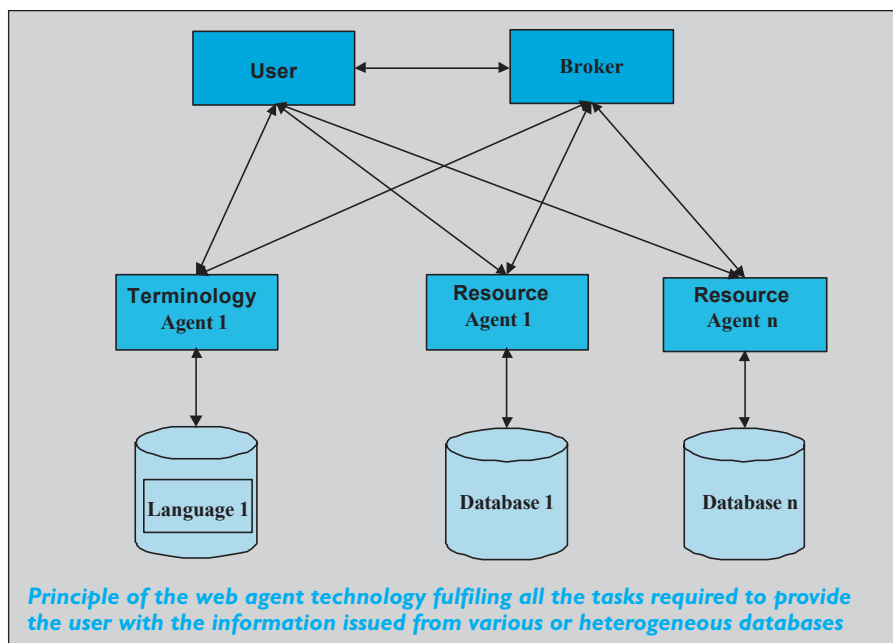 User
Broker
Terminology
Agent 1
Resource
Agent 1
Resource
Agent n
Language 1
Database 1
Database n
Principle of the web agent technology fulfiling all the tasks required to provide
the user with the information issued from various or heterogeneous databases